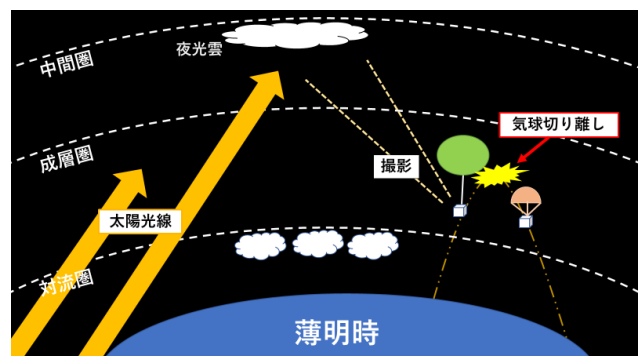 中間圏
夜光雲
成層圏
気球切り離し
撮影
太陽光線
対流圏
薄明時